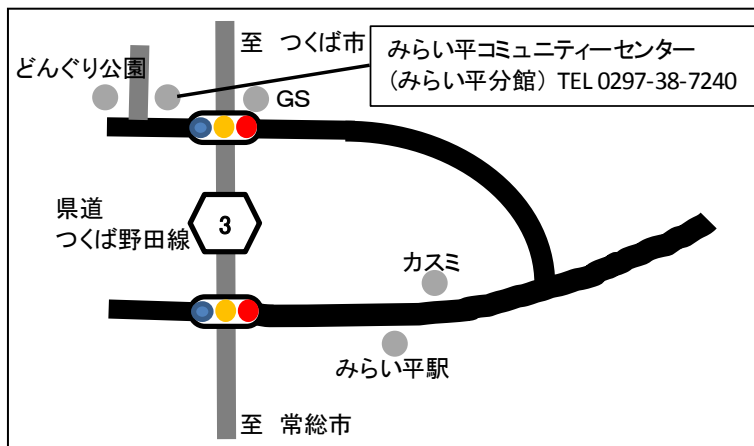 至　つくば市
みらい平コミュニティーセンター
（みらい平分館） TEL 0297-38-7240
どんぐり公園
GS
県道
つくば野田線
3
カスミ
みらい平駅
至　常総市